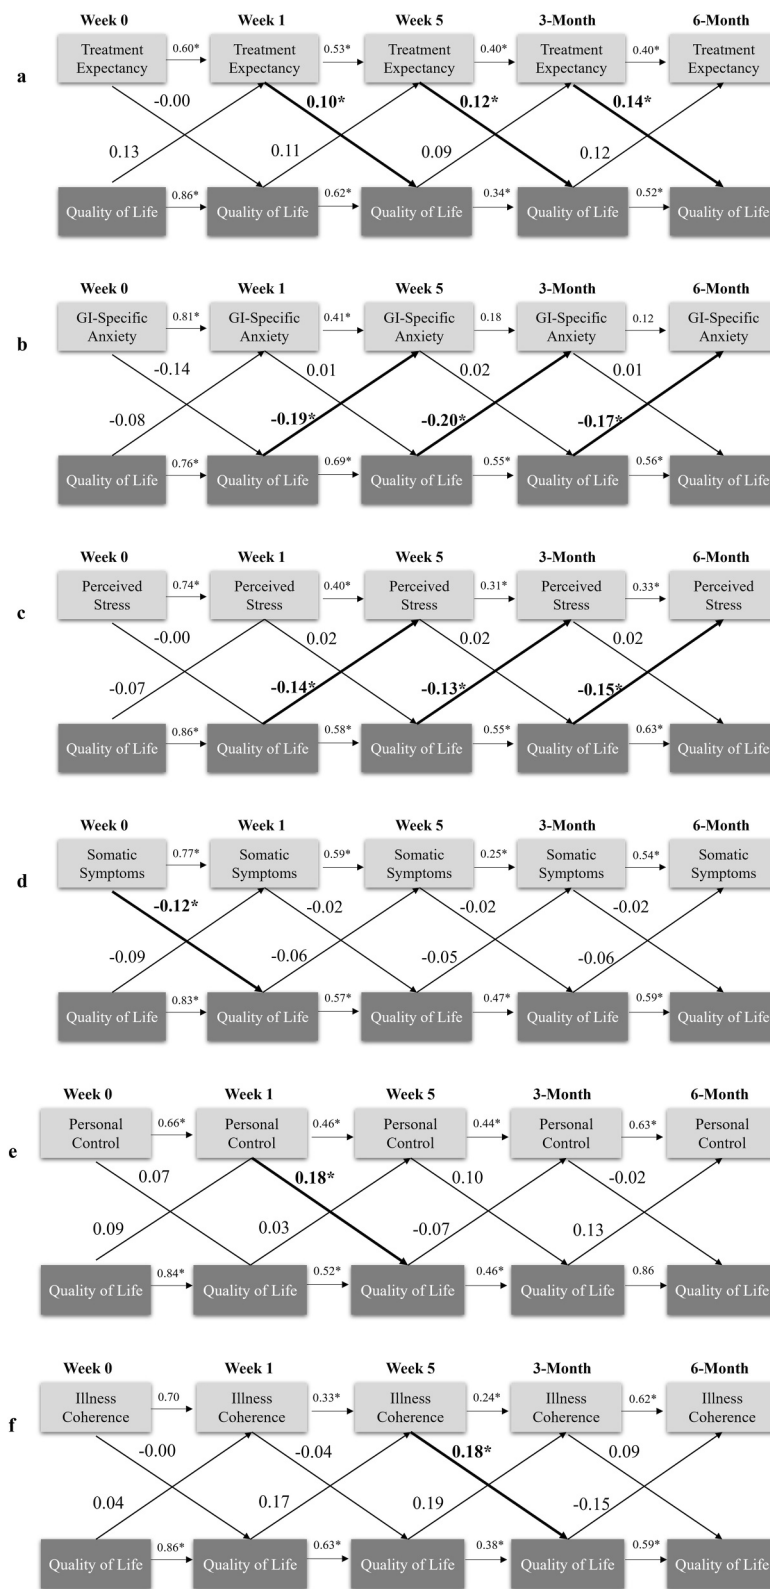 Week 0 Week 1 Week 5 3-Month 6-Month
a
Treatment Expectancy 0.60* Treatment Expectancy 0.53* Treatment Expectancy 0.40* Treatment Expectancy 0.40* Treatment Expectancy
-0.00 0.10* 0.12* 0.14*
0.13 0.11 0.09 0.12
Quality of Life 0.86* Quality of Life 0.62* Quality of Life 0.34* Quality of Life 0.52* Quality of Life
Week 0 Week 1 Week 5 3-Month 6-Month
b
GI-Specific Anxiety 0.81* GI-Specific Anxiety 0.41* GI-Specific Anxiety 0.18 GI-Specific Anxiety 0.12 GI-Specific Anxiety
-0.14 0.01 0.02 0.01
-0.08 -0.19* -0.20* -0.17*
Quality of Life 0.76* Quality of Life 0.69* Quality of Life 0.55* Quality of Life 0.56* Quality of Life
Week 0 Week 1 Week 5 3-Month 6-Month
c
Perceived Stress 0.74* Perceived Stress 0.40* Perceived Stress 0.31* Perceived Stress 0.33* Perceived Stress
-0.00 0.02 0.02 0.02
-0.07 -0.14* -0.13* -0.15*
Quality of Life 0.86* Quality of Life 0.58* Quality of Life 0.55* Quality of Life 0.63* Quality of Life
Week 0 Week 1 Week 5 3-Month 6-Month
d
Somatic Symptoms 0.77* Somatic Symptoms 0.59* Somatic Symptoms 0.25* Somatic Symptoms 0.54* Somatic Symptoms
-0.12* -0.02 -0.02 -0.02
-0.09 -0.06 -0.05 -0.06
Quality of Life 0.83* Quality of Life 0.57* Quality of Life 0.47* Quality of Life 0.59* Quality of Life
Week 0 Week 1 Week 5 3-Month 6-Month
e
Personal Control 0.66* Personal Control 0.46* Personal Control 0.44* Personal Control 0.63* Personal Control
0.07 0.18* 0.10 -0.02
0.09 0.03 -0.07 0.13
Quality of Life 0.84* Quality of Life 0.52* Quality of Life 0.46* Quality of Life 0.86 Quality of Life
Week 0 Week 1 Week 5 3-Month 6-Month
f
Illness Coherence 0.70 Illness Coherence 0.33* Illness Coherence 0.24* Illness Coherence 0.62* Illness Coherence
-0.00 -0.04 0.18* 0.09
0.04 0.17 0.19 -0.15
Quality of Life 0.86* Quality of Life 0.63* Quality of Life 0.38* Quality of Life 0.59* Quality of Life